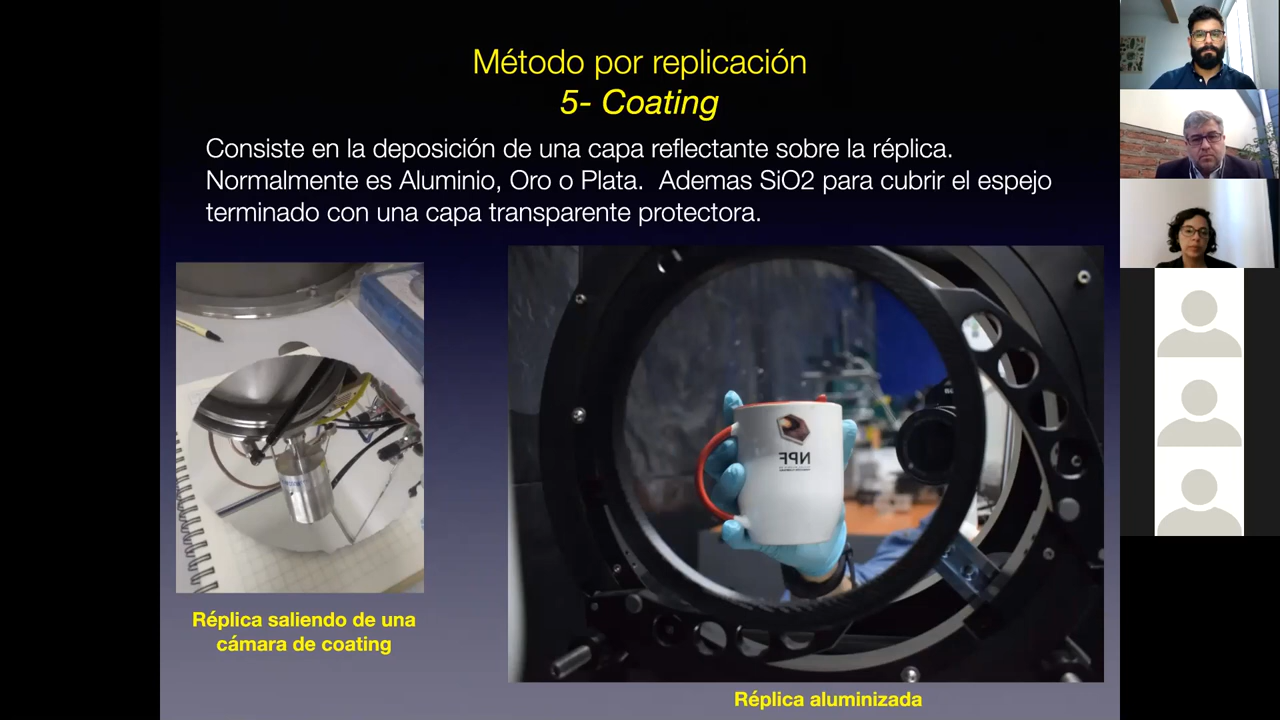 Método por replicación
5- Coating
Consiste en la deposición de una capa reflectante sobre la réplica.
Normalmente es Aluminio, Oro o Plata. Ademas SiO2 para cubrir el espejo
terminado con una capa transparente protectora.
NPF
Réplica saliendo de una
cámara de coating
Réplica aluminizada